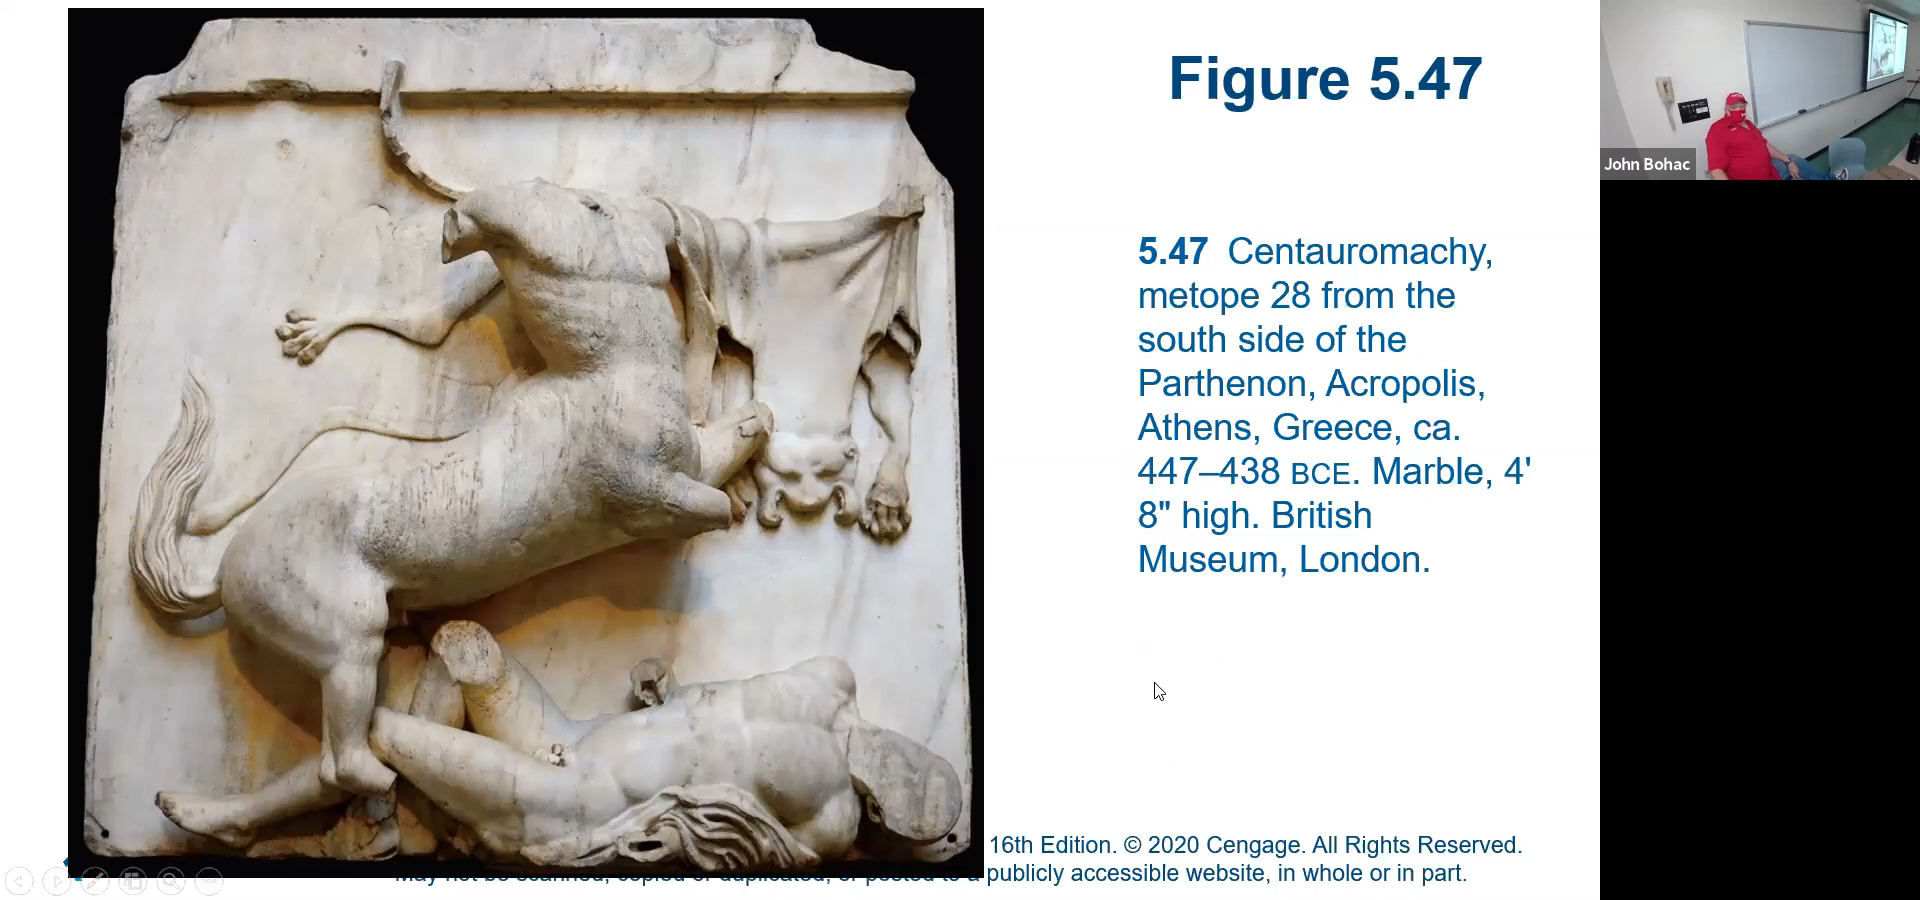 Figure 5.47
John Bohac
5.47 Centauromachy,
metope 28 from the
south side of the
Parthenon, Acropolis,
Athens, Greece, ca.
447–438 BCE. Marble, 4'
8" high. British
Museum, London.
16th Edition. © 2020 Cengage. All Rights Reserved.
May not be scanned, copied or duplicated, or posted to a publicly accessible website, in whole or in part.